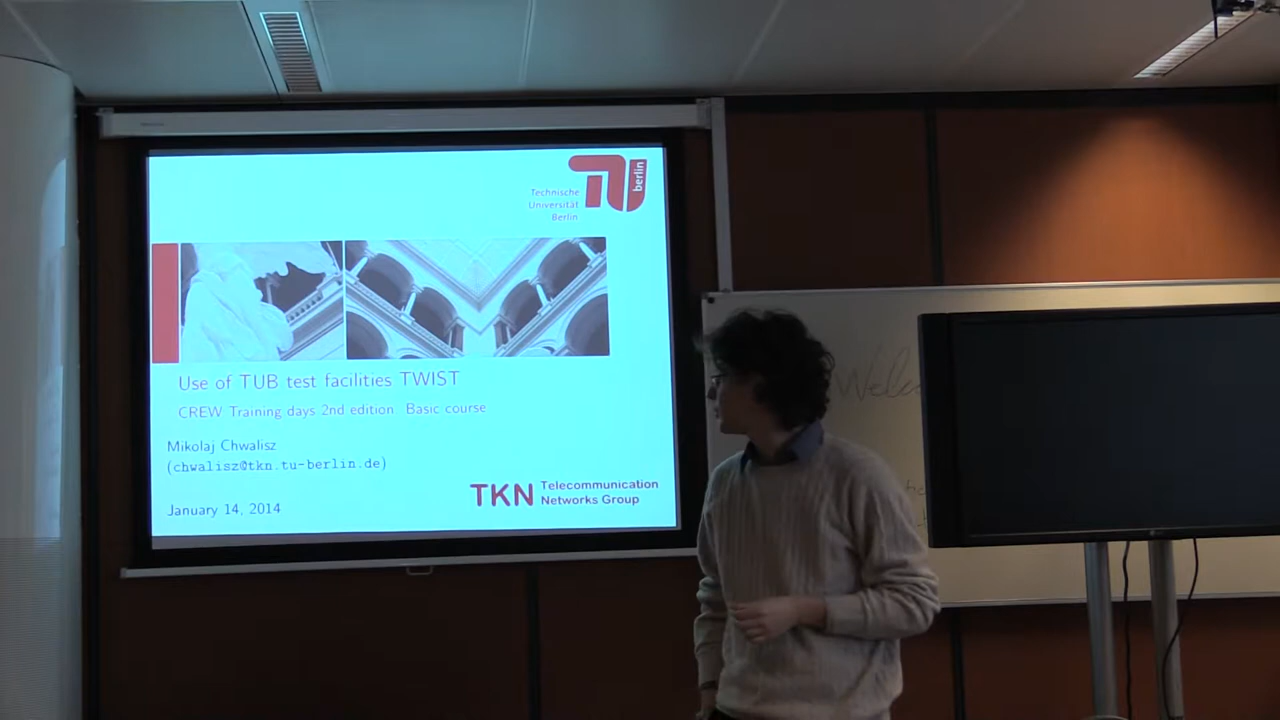 Technische
Universität
Berlin
berlin
Use of TUB test facilities TWIST
CREW Training days 2nd edition Basic course
Mikolaj Chwalisz
(chwalisz@tkn.tu-berlin.de)
January 14, 2014
TKN Telecommunication
Networks Group